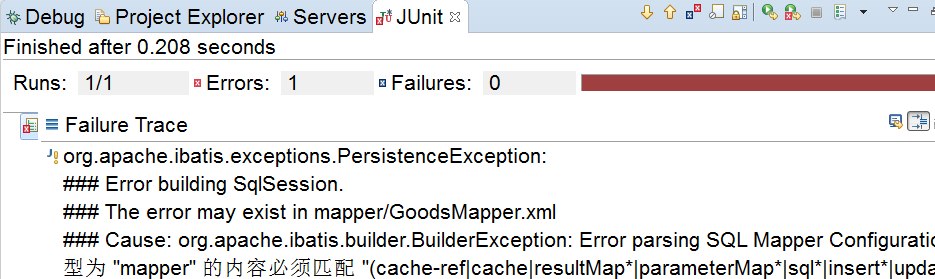 Debug Project Explorer Servers JUnit
Finished after 0.208 seconds
Runs: 1/1 Errors: 1 Failures: 0
Failure Trace
org.apache.ibatis.exceptions.PersistenceException:
### Error building SqlSession.
### The error may exist in mapper/GoodsMapper.xml
### Cause: org.apache.ibatis.builder.BuilderException: Error parsing SQL Mapper Configuratio
型为 "mapper" 的内容必须匹配 "(cache-ref|cache|resultMap*|parameterMap*|sql*|insert*|upda